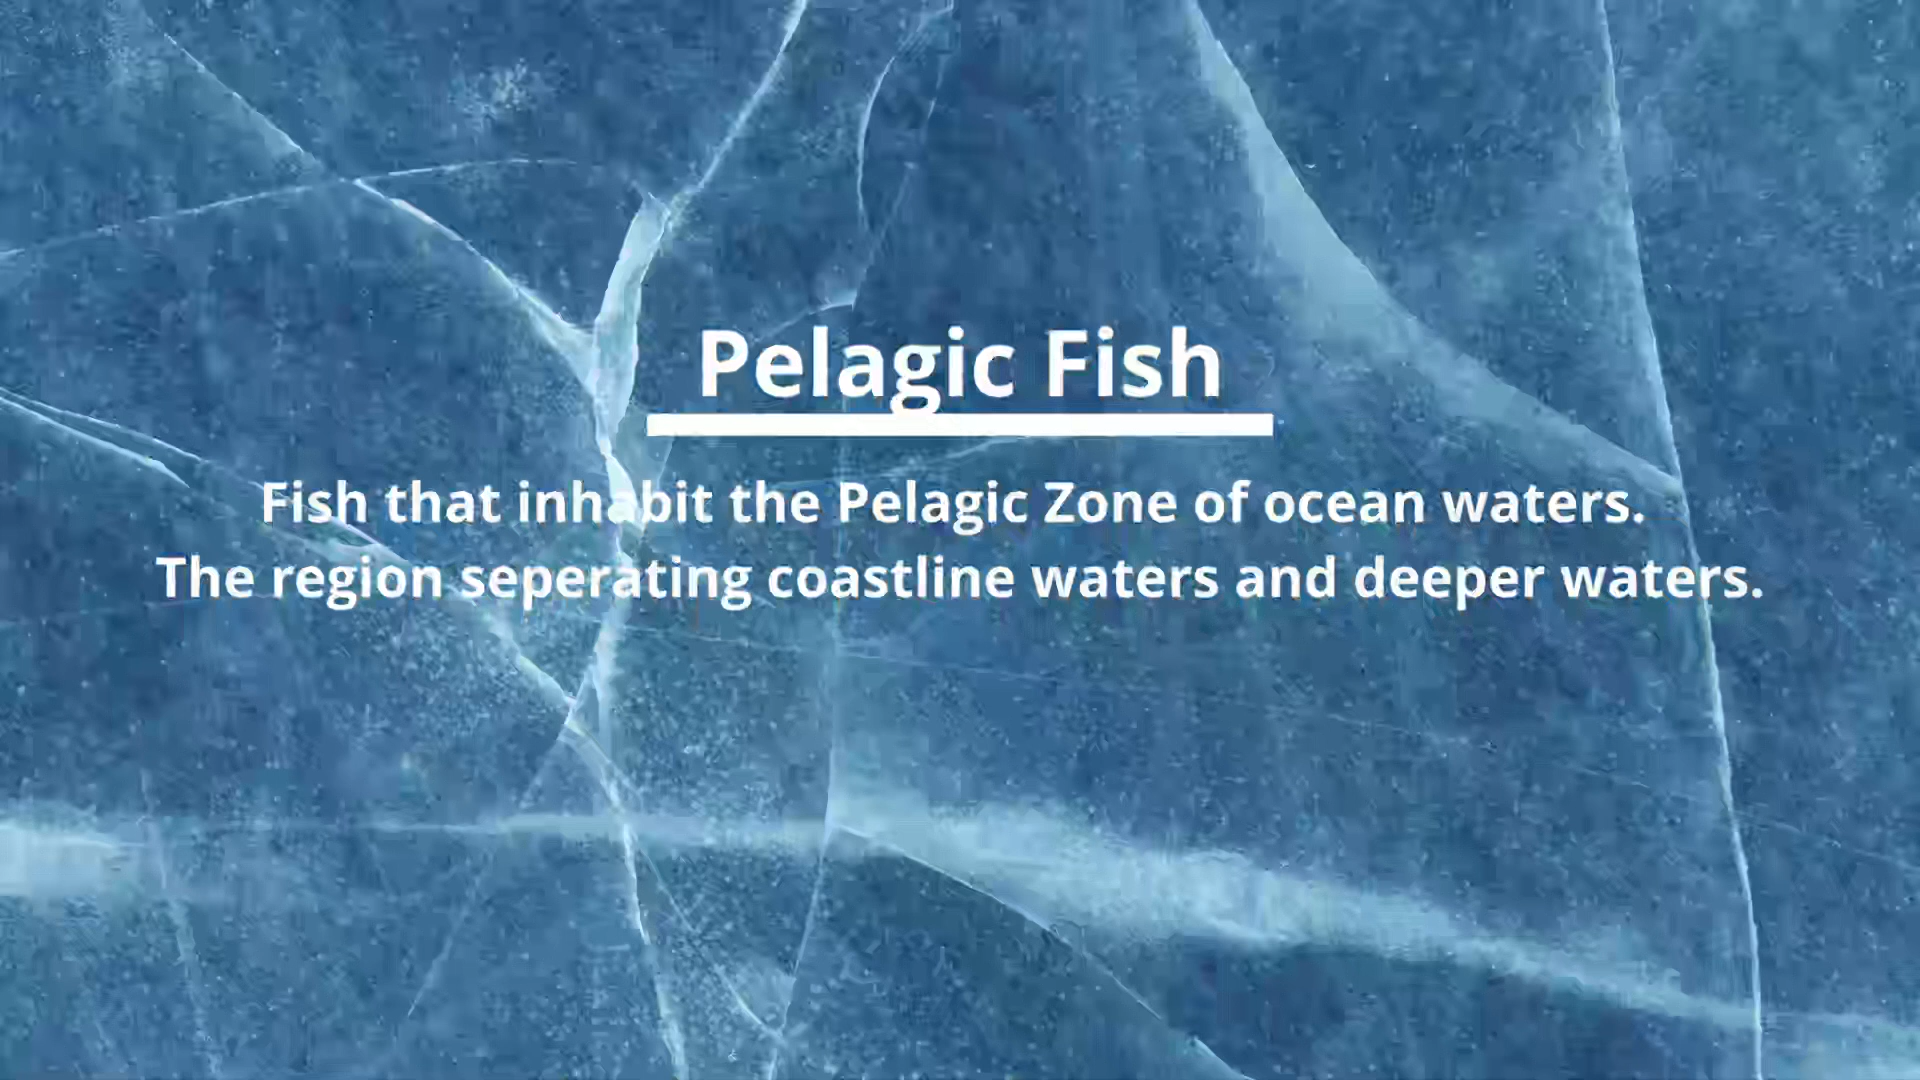 Pelagic Fish
Fish that inhabit the Pelagic Zone of ocean waters.
The region seperating coastline waters and deeper waters.